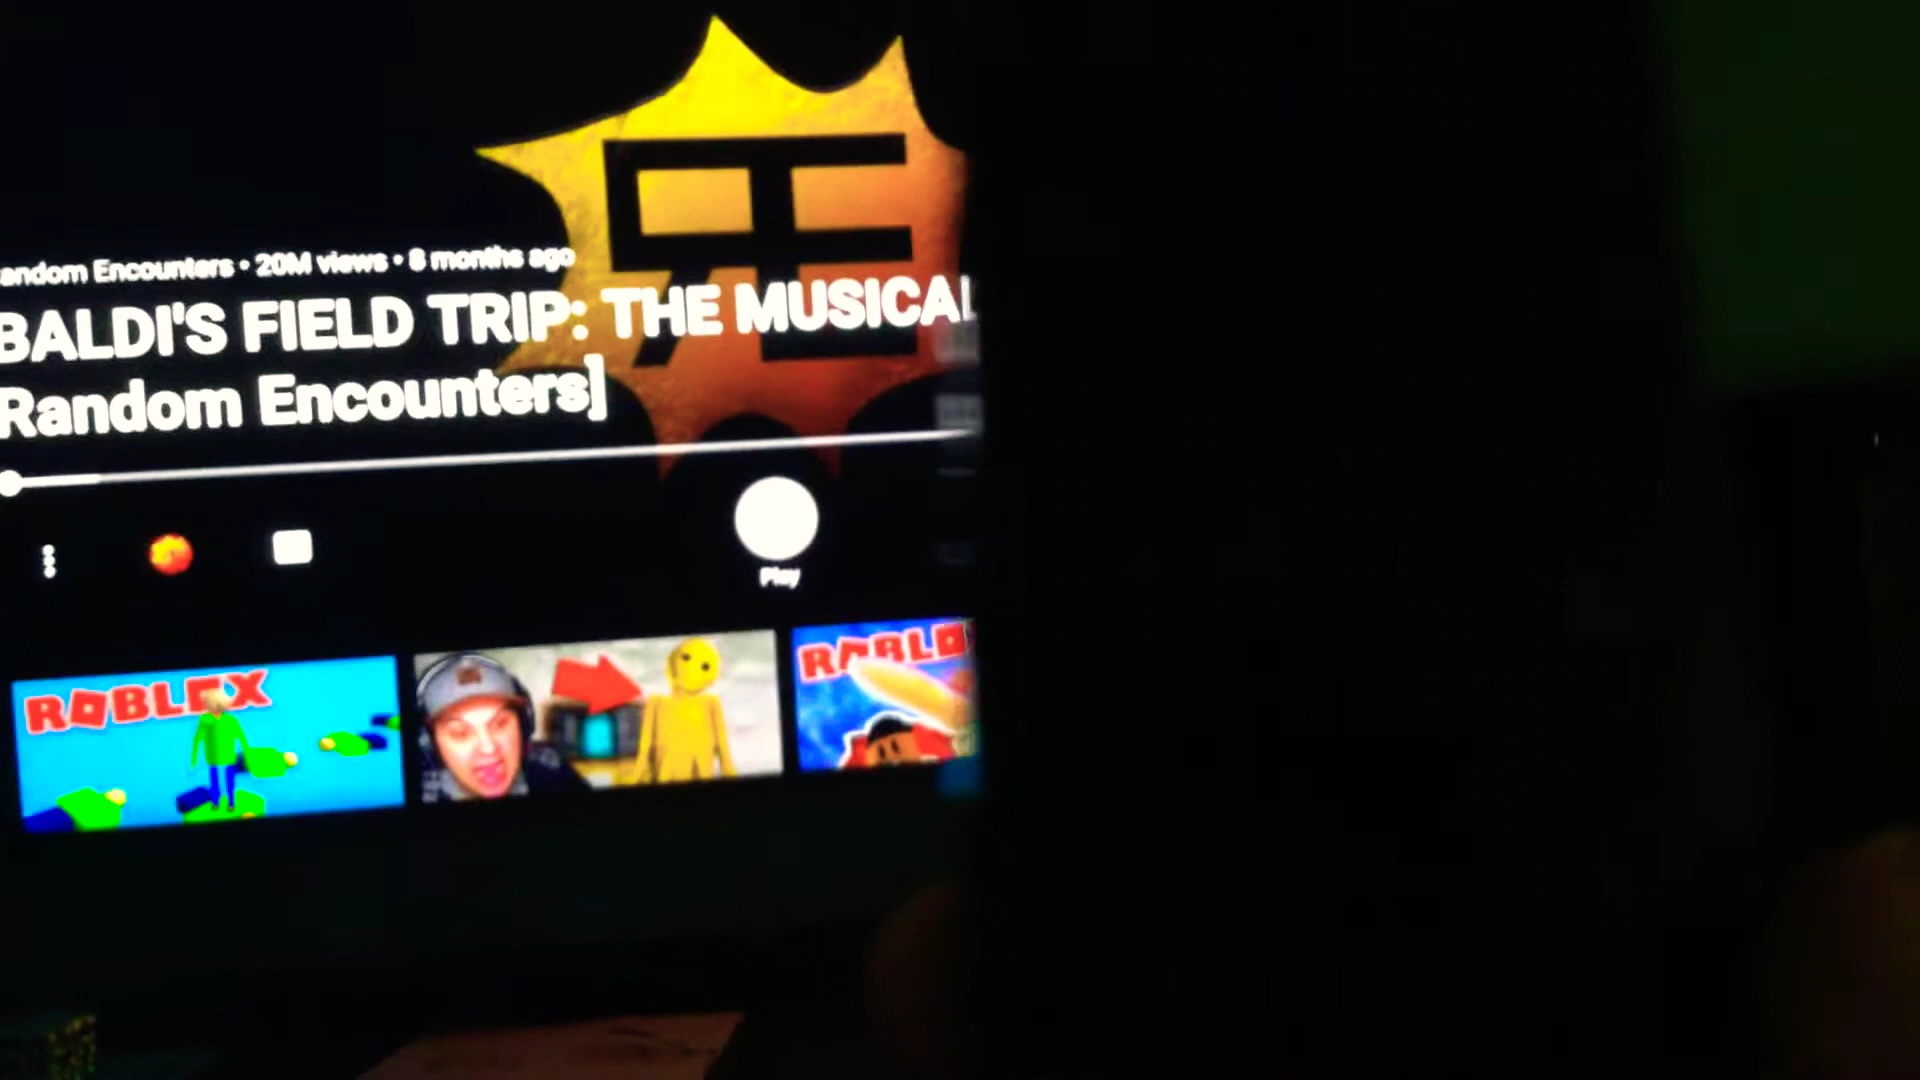 andom Encounters • 20M views • 8 months ago
BALDI'S FIELD TRIP: THE MUSICAL
Random Encounters]
Play
ROBLOX
ROBLO